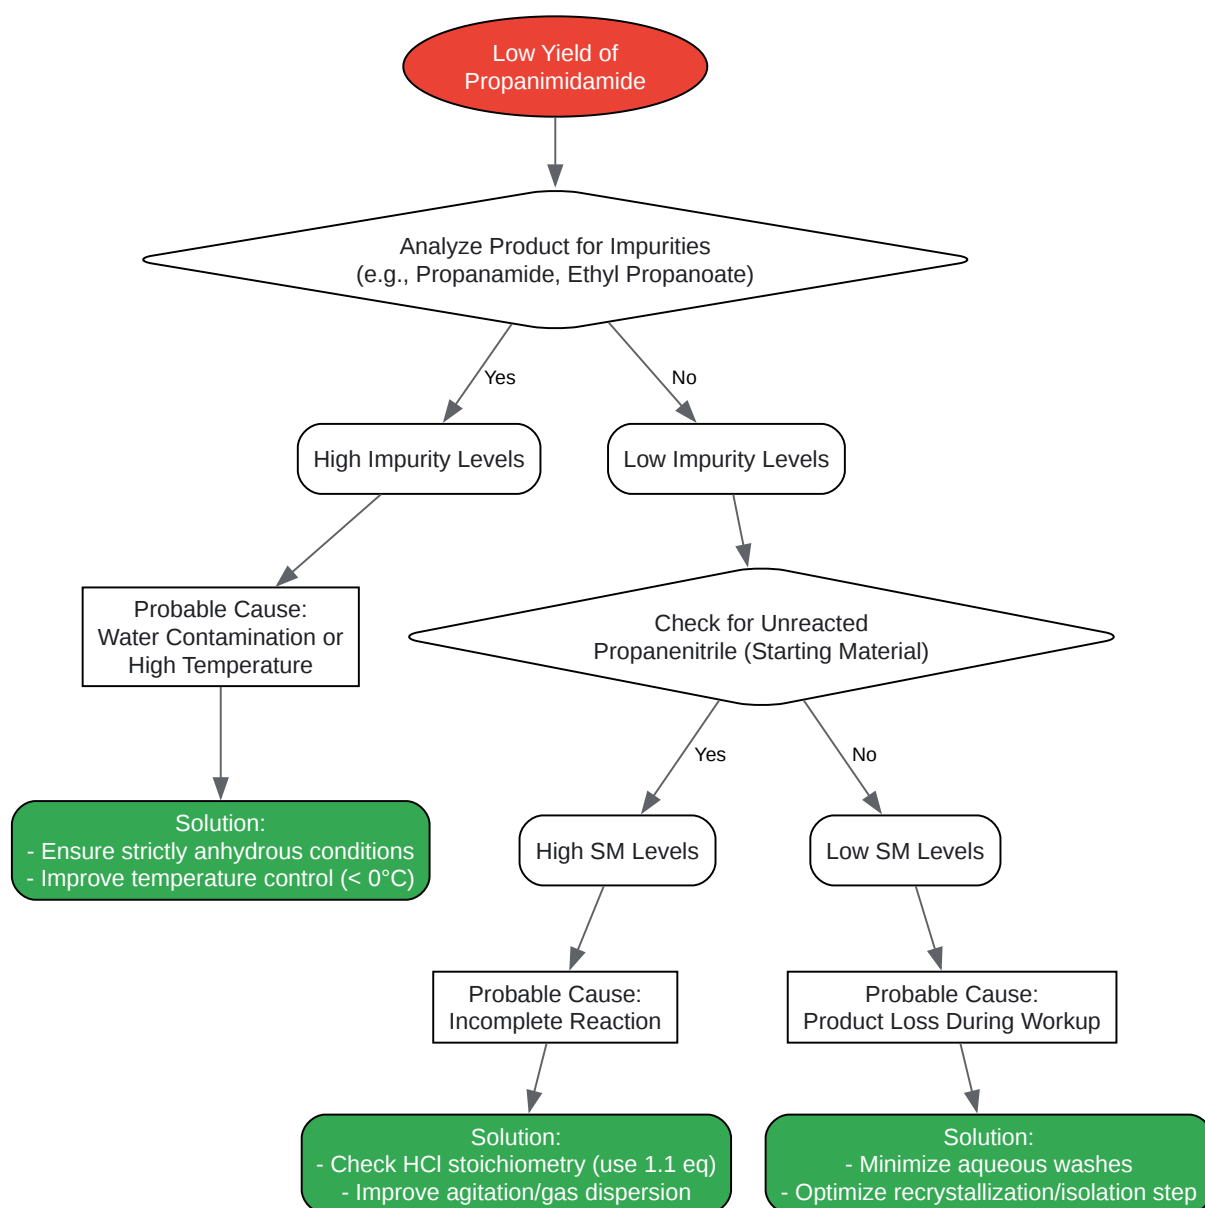 Low Yield of
Propanimidamide
Analyze Product for Impurities
(e.g., Propanamide, Ethyl Propanoate)
Yes
No
High Impurity Levels
Low Impurity Levels
Probable Cause:
Water Contamination or
High Temperature
Check for Unreacted
Propanenitrile (Starting Material)
Yes
No
Solution:
- Ensure strictly anhydrous conditions
- Improve temperature control (< 0°C)
High SM Levels
Low SM Levels
Probable Cause:
Incomplete Reaction
Probable Cause:
Product Loss During Workup
Solution:
- Check HCl stoichiometry (use 1.1 eq)
- Improve agitation/gas dispersion
Solution:
- Minimize aqueous washes
- Optimize recrystallization/isolation step